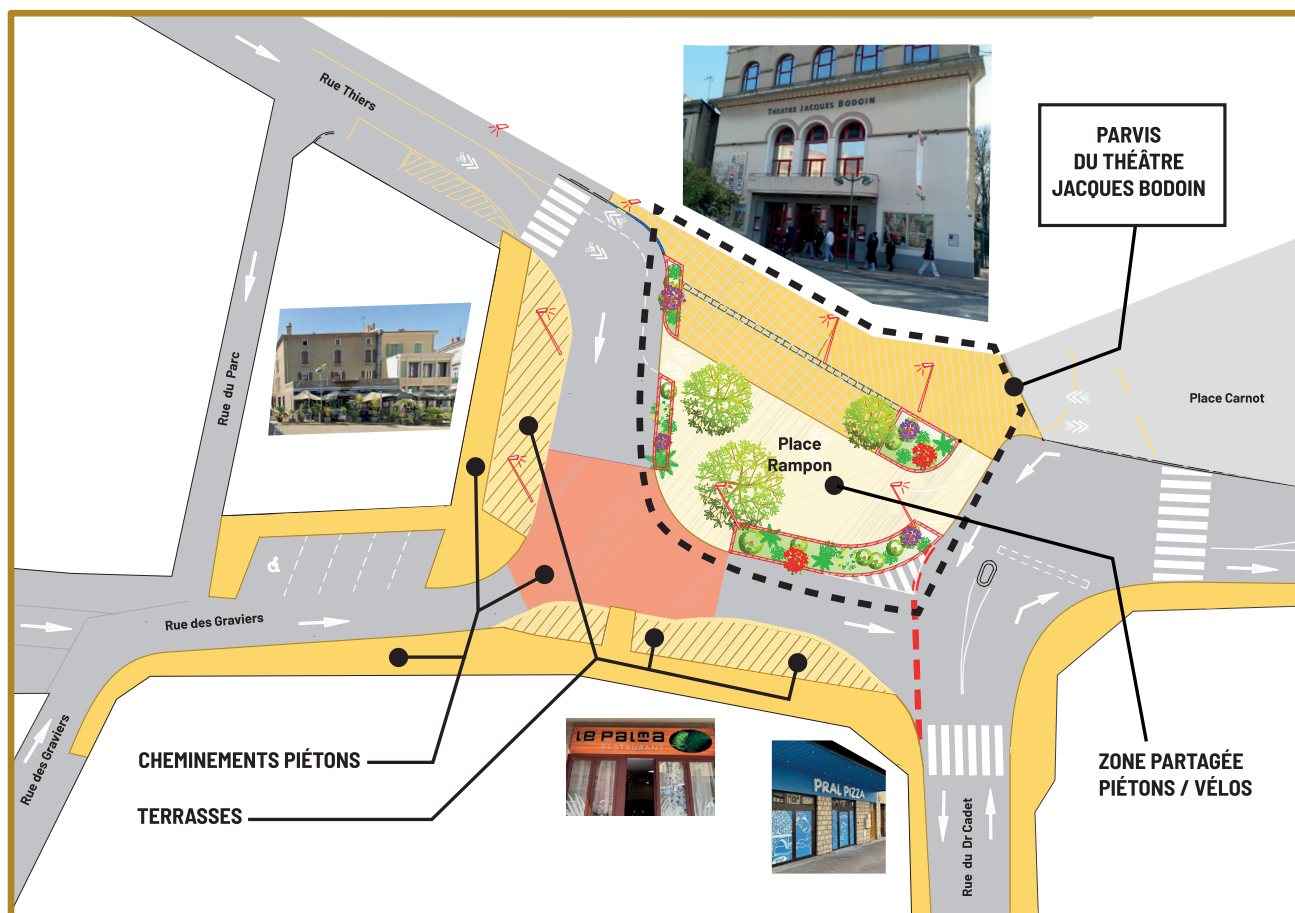 Rue Thiers
THEATRE JACQUES BODOIN
PARVIS
DU THÉÂTRE
JACQUES BODOIN
Rue du Parc
Place Carnot
Place
Rampon
Rue des Graviers
Rue des Graviers
CHEMINEMENTS PIÉTONS
TERRASSES
Le PaLma
RESTAURANT
PRAL PIZZA
ZONE PARTAGÉE
PIÉTONS / VÉLOS
Rue du Dr Cadet